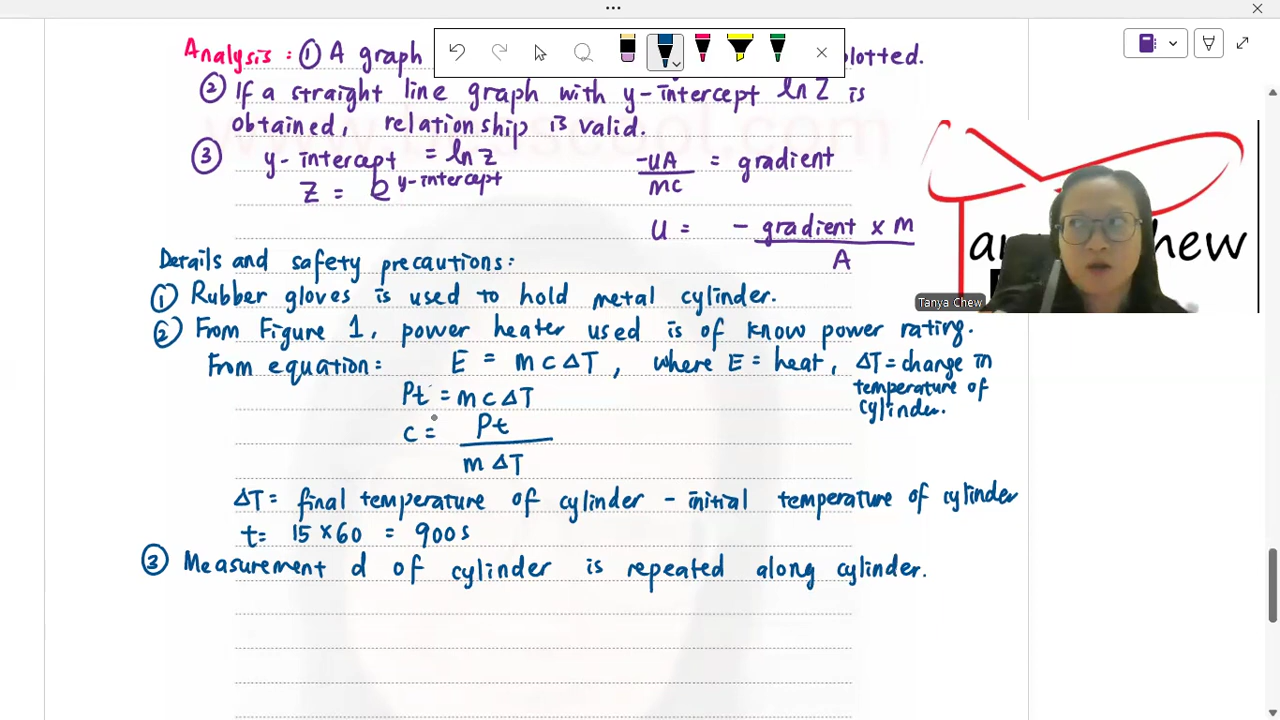 Analysis : ① A graph plotted.
② If a straight line graph with y-intercept ln Z is
obtained, relationship is valid.
③ y-intercept = ln Z
Z = e^y-intercept
-UA/mc = gradient
U = - gradient x m / A
Details and safety precautions:
① Rubber gloves is used to hold metal cylinder.
② From Figure 1, power heater used is of know power rating.
From equation: E = mcΔT, where E = heat, ΔT = change in
temperature of
cylinder.
Pt = mcΔT
c = Pt / mΔT
ΔT = final temperature of cylinder - initial temperature of cylinder
t = 15 x 60 = 900 s
③ Measurement d of cylinder is repeated along cylinder.
Tanya Chew